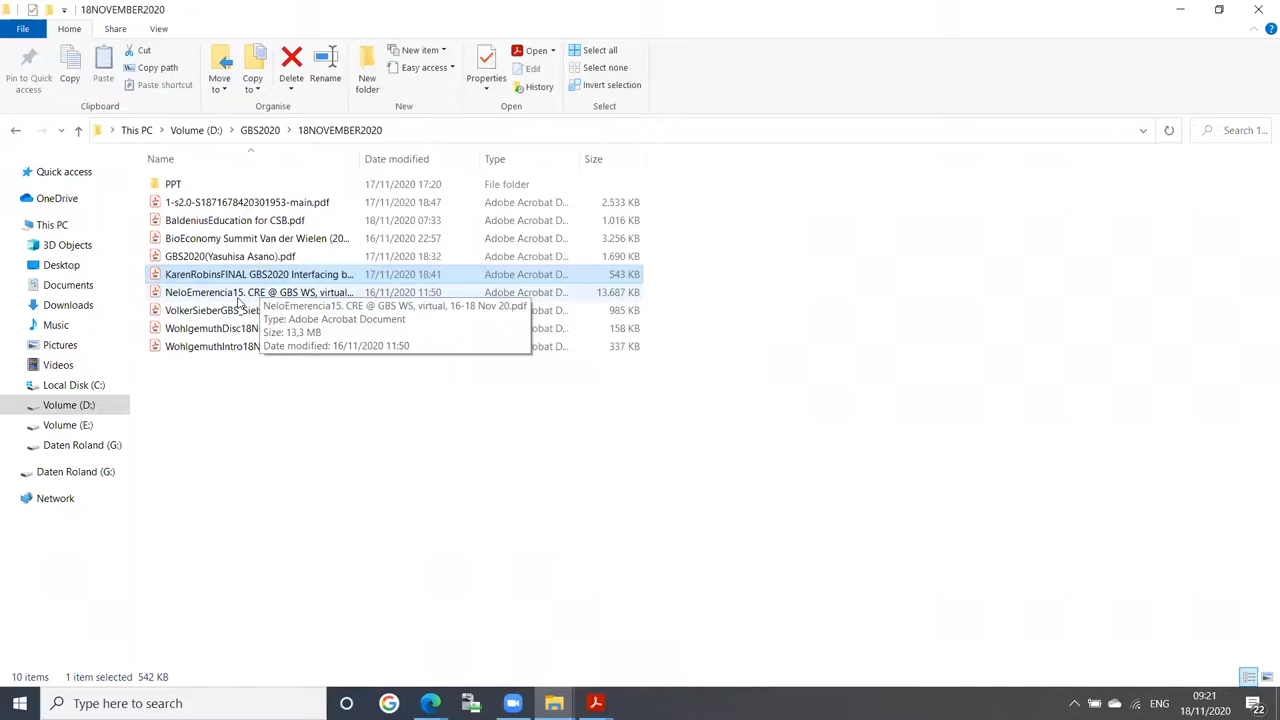 18NOVEMBER2020
File Home Share View
Pin to Quick access
Copy
Paste
Cut
Copy path
Paste shortcut
Clipboard
Move to
Copy to
Delete
Rename
Organise
New folder
New item
Easy access
New
Properties
Open
Edit
History
Open
Select all
Select none
Invert selection
Select
This PC Volume (D:) GBS2020 18NOVEMBER2020
Search 1...
Name Date modified Type Size
PPT 17/11/2020 17:20 File folder
1-s2.0-S1871678420301953-main.pdf 17/11/2020 18:47 Adobe Acrobat D... 2.533 KB
BaldeniusEducation for CSB.pdf 18/11/2020 07:33 Adobe Acrobat D... 1.016 KB
BioEconomy Summit Van der Wielen (20... 16/11/2020 22:57 Adobe Acrobat D... 3.256 KB
GBS2020(Yasuhisa Asano).pdf 17/11/2020 18:32 Adobe Acrobat D... 1.690 KB
KarenRobinsFINAL GBS2020 Interfacing b... 17/11/2020 18:41 Adobe Acrobat D... 543 KB
NeloEmerencia15. CRE @ GBS WS, virtual... 16/11/2020 11:50 Adobe Acrobat D... 13.687 KB
VolkerSieberGBS_Sieb obat D... 985 KB
WohlgemuthDisc18N obat D... 158 KB
WohlgemuthIntro18N obat D... 337 KB
NeloEmerencia15. CRE @ GBS WS, virtual, 16-18 Nov 20.pdf
Type: Adobe Acrobat Document
Size: 13,3 MB
Date modified: 16/11/2020 11:50
Quick access
OneDrive
This PC
3D Objects
Desktop
Documents
Downloads
Music
Pictures
Videos
Local Disk (C:)
Volume (D:)
Volume (E:)
Daten Roland (G:)
Daten Roland (G:)
Network
10 items 1 item selected 542 KB
Type here to search
ENG
09:21
18/11/2020
22